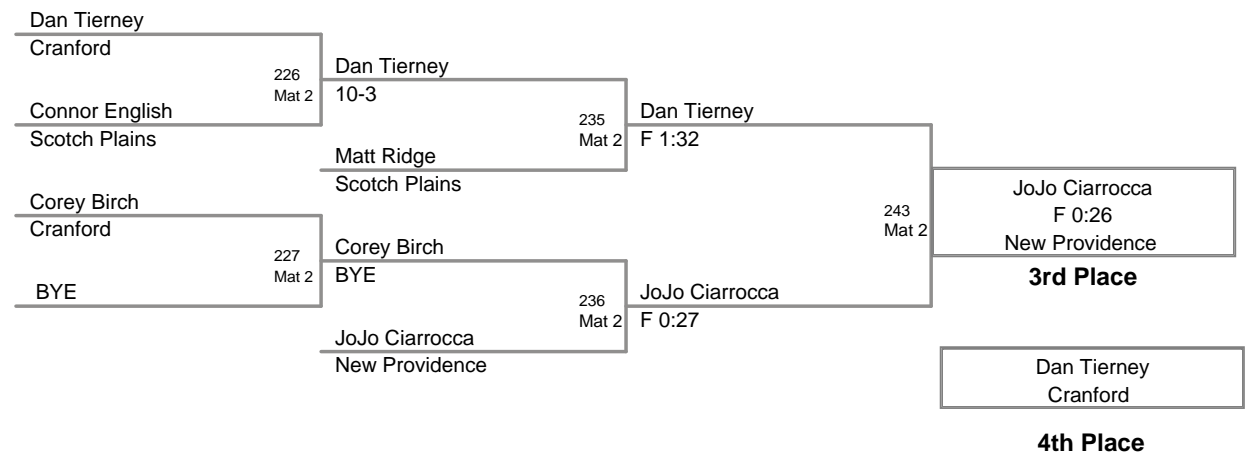 Dan Tierney
Cranford
226
Mat 2
Connor English
Scotch Plains
Dan Tierney
10-3
235
Mat 2
Matt Ridge
Scotch Plains
Dan Tierney
F 1:32
Corey Birch
Cranford
227
Mat 2
BYE
Corey Birch
BYE
236
Mat 2
JoJo Ciarrocca
New Providence
JoJo Ciarrocca
F 0:27
243
Mat 2
JoJo Ciarrocca
F 0:26
New Providence
3rd Place
Dan Tierney
Cranford
4th Place